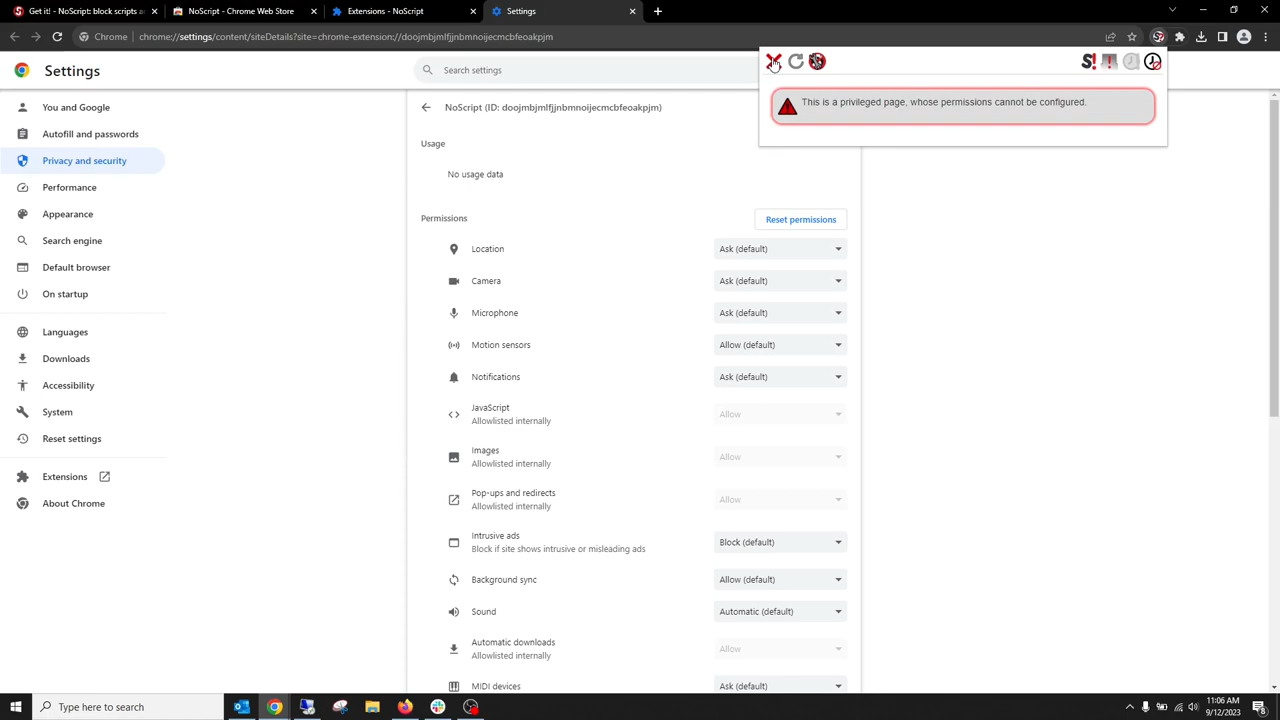 Get it! - NoScript: block scripts a
NoScript - Chrome Web Store
Extensions - NoScript
Settings
Chrome
chrome://settings/content/siteDetails?site=chrome-extension://doojmbjmlfjjnbmnoijecmcbfeoakpjm
Settings
Search settings
S!
This is a privileged page, whose permissions cannot be configured.
You and Google
Autofill and passwords
Privacy and security
Performance
Appearance
Search engine
Default browser
On startup
Languages
Downloads
Accessibility
System
Reset settings
Extensions
About Chrome
NoScript (ID: doojmbjmlfjjnbmnoijecmcbfeoakpjm)
Usage
No usage data
Permissions
Reset permissions
Location
Ask (default)
Camera
Ask (default)
Microphone
Ask (default)
Motion sensors
Allow (default)
Notifications
Ask (default)
JavaScript
Allowlisted internally
Allow
Images
Allowlisted internally
Allow
Pop-ups and redirects
Allowlisted internally
Allow
Intrusive ads
Block if site shows intrusive or misleading ads
Block (default)
Background sync
Allow (default)
Sound
Automatic (default)
Automatic downloads
Allowlisted internally
Allow
MIDI devices
Ask (default)
Type here to search
11:06 AM
9/12/2023